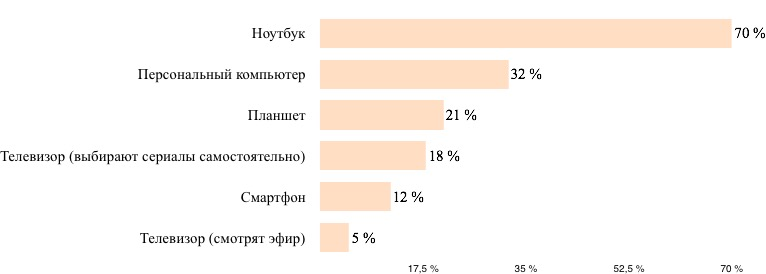 Ноутбук 70 %
Персональный компьютер 32 %
Планшет 21 %
Телевизор (выбирают сериалы самостоятельно) 18 %
Смартфон 12 %
Телевизор (смотрят эфир) 5 %
17,5 % 35 % 52,5 % 70 %